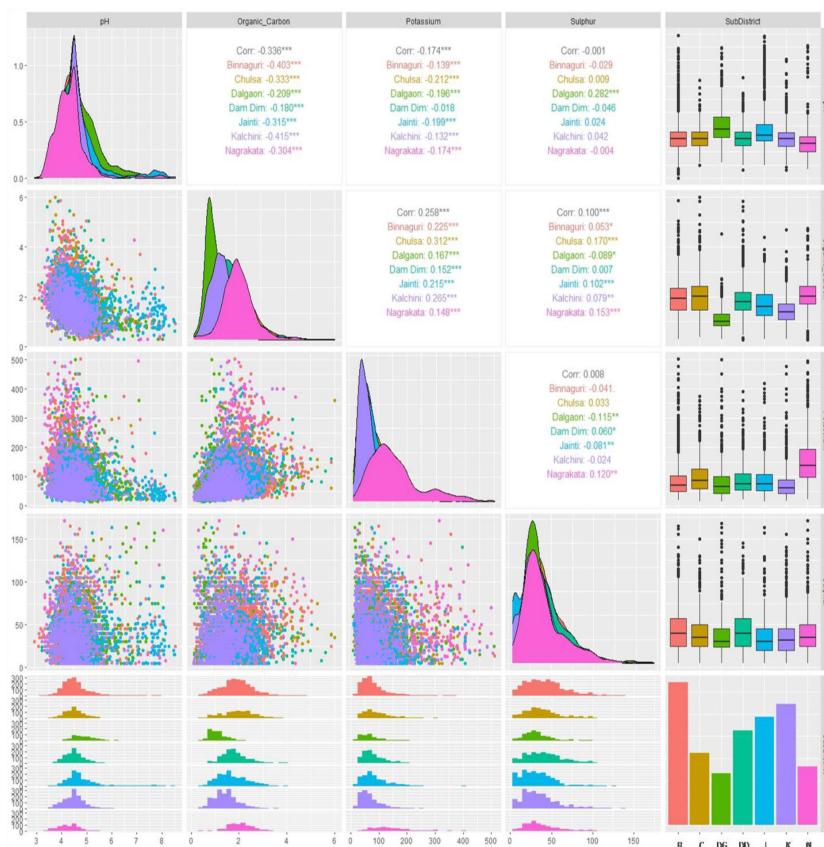 pH Organic_Carbon Potassium Sulphur SubDistrict
Corr: -0.336***
Binnaguri: -0.403***
Chulsa: -0.333***
Dalgaon: -0.209***
Dam Dim: -0.180***
Jainti: -0.315***
Kalchini: -0.415***
Nagrakata: -0.304***
Corr: -0.174***
Binnaguri: -0.139***
Chulsa: -0.212***
Dalgaon: -0.196***
Dam Dim: -0.018
Jainti: -0.199***
Kalchini: -0.132***
Nagrakata: -0.174***
Corr: -0.001
Binnaguri: -0.029
Chulsa: 0.009
Dalgaon: 0.282***
Dam Dim: -0.046
Jainti: 0.024
Kalchini: 0.042
Nagrakata: -0.004
1.0
0.5
0.0
Corr: 0.258***
Binnaguri: 0.225***
Chulsa: 0.312***
Dalgaon: 0.167***
Dam Dim: 0.152***
Jainti: 0.215***
Kalchini: 0.265***
Nagrakata: 0.148***
Corr: 0.100***
Binnaguri: 0.053*
Chulsa: 0.170***
Dalgaon: -0.089*
Dam Dim: 0.007
Jainti: 0.102***
Kalchini: 0.079**
Nagrakata: 0.153***
6
4
2
0
Corr: 0.008
Binnaguri: -0.041.
Chulsa: 0.033
Dalgaon: -0.115**
Dam Dim: 0.060*
Jainti: -0.081**
Kalchini: -0.024
Nagrakata: 0.120**
500
400
300
200
100
0
150
100
50
0
3 4 5 6 7 8 0 2 4 6 0 100 200 300 400 500 0 50 100 150